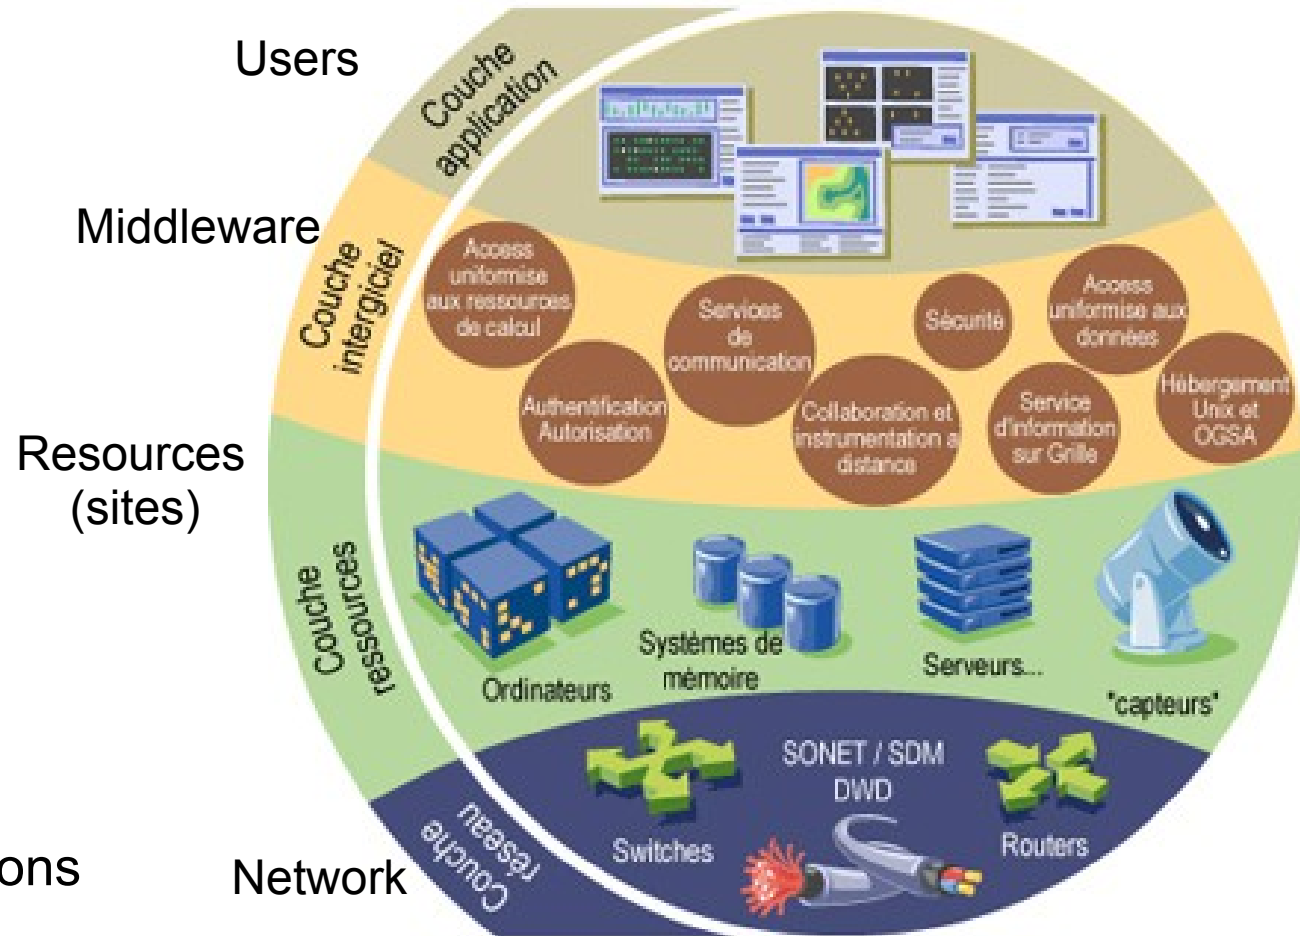 Users
Couche
application
Middleware
Couche
intergiciel
Access
uniformise
aux ressources
de calcul
Services
de
communication
Sécurité
Access
uniformise aux
données
Authentification
Autorisation
Collaboration et
instrumentation a
distance
Service
d'information
sur Grille
Hébergement
Unix et
OGSA
Resources
(sites)
Couche
ressources
Ordinateurs
Systèmes de
mémoire
Serveurs...
"capteurs"
SONET / SDM
DWD
Switches
Routers
Couche
réseau
ons
Network